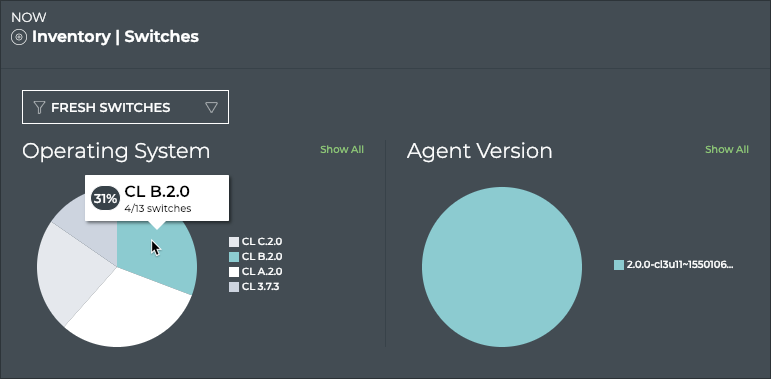 NOW
Inventory | Switches
FRESH SWITCHES
Operating System
Show All
31%
CL B.2.0
4/13 switches
CL C.2.0
CL B.2.0
CL A.2.0
CL 3.7.3
Agent Version
Show All
2.0.0-cl3u11~1550106...